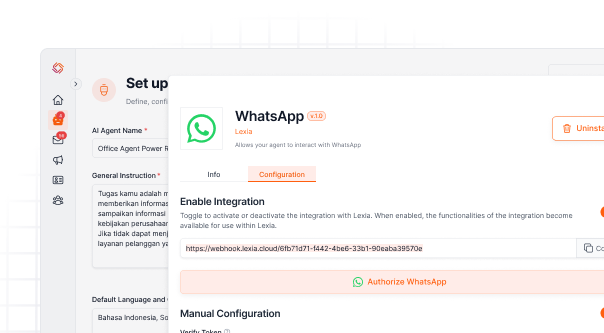 Set up
Define, confi
AI Agent Name *
Office Agent Power R
General Instruction *
Tugas kamu adalah m
memberikan informas
sampaikan informasi
kebijakan perusahaan
Jika tidak dapat menj
layanan pelanggan ya
Default Language and
Bahasa Indonesia, So
WhatsApp v.1.0
Lexia
Allows your agent to interact with WhatsApp
Uninsta
Info
Configuration
Enable Integration
Toggle to activate or deactivate the integration with Lexia. When enabled, the functionalities of the integration become
available for use within Lexia.
https://webhook.lexia.cloud/6fb71d71-f442-4be6-33b1-90eaba39570e
Co
Authorize WhatsApp
Manual Configuration
Verify Token